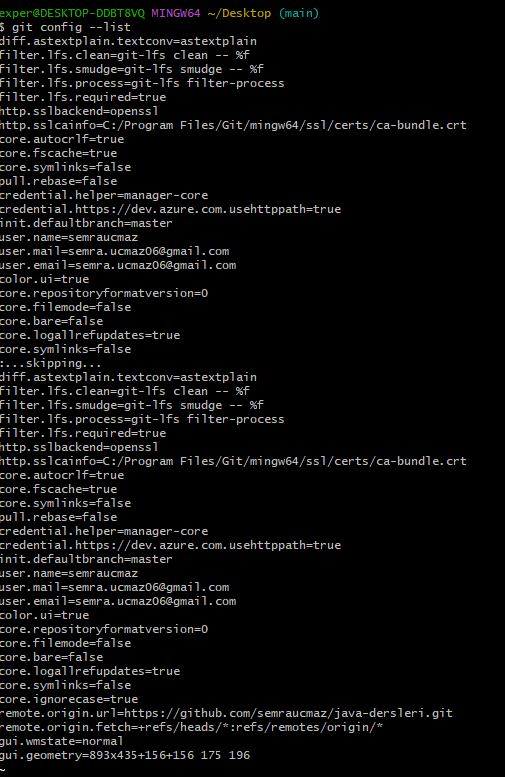 exper@DESKTOP-DDBT8VQ MINGW64 ~/Desktop (main)
$ git config --list
diff.astextplain.textconv=astextplain
filter.lfs.clean=git-lfs clean -- %f
filter.lfs.smudge=git-lfs smudge -- %f
filter.lfs.process=git-lfs filter-process
filter.lfs.required=true
http.sslbackend=openssl
http.sslcainfo=C:/Program Files/Git/mingw64/ssl/certs/ca-bundle.crt
core.autocrlf=true
core.fscache=true
core.symlinks=false
pull.rebase=false
credential.helper=manager-core
credential.https://dev.azure.com.usehttppath=true
init.defaultbranch=master
user.name=semraucmaz
user.mail=semra.ucmaz06@gmail.com
user.email=semra.ucmaz06@gmail.com
color.ui=true
core.repositoryformatversion=0
core.filemode=false
core.bare=false
core.logallrefupdates=true
core.symlinks=false
:...skipping...
diff.astextplain.textconv=astextplain
filter.lfs.clean=git-lfs clean -- %f
filter.lfs.smudge=git-lfs smudge -- %f
filter.lfs.process=git-lfs filter-process
filter.lfs.required=true
http.sslbackend=openssl
http.sslcainfo=C:/Program Files/Git/mingw64/ssl/certs/ca-bundle.crt
core.autocrlf=true
core.fscache=true
core.symlinks=false
pull.rebase=false
credential.helper=manager-core
credential.https://dev.azure.com.usehttppath=true
init.defaultbranch=master
user.name=semraucmaz
user.mail=semra.ucmaz06@gmail.com
user.email=semra.ucmaz06@gmail.com
color.ui=true
core.repositoryformatversion=0
core.filemode=false
core.bare=false
core.logallrefupdates=true
core.symlinks=false
core.ignorecase=true
remote.origin.url=https://github.com/semraucmaz/java-dersleri.git
remote.origin.fetch=+refs/heads/*:refs/remotes/origin/*
gui.wmstate=normal
gui.geometry=893x435+156+156 175 196
~